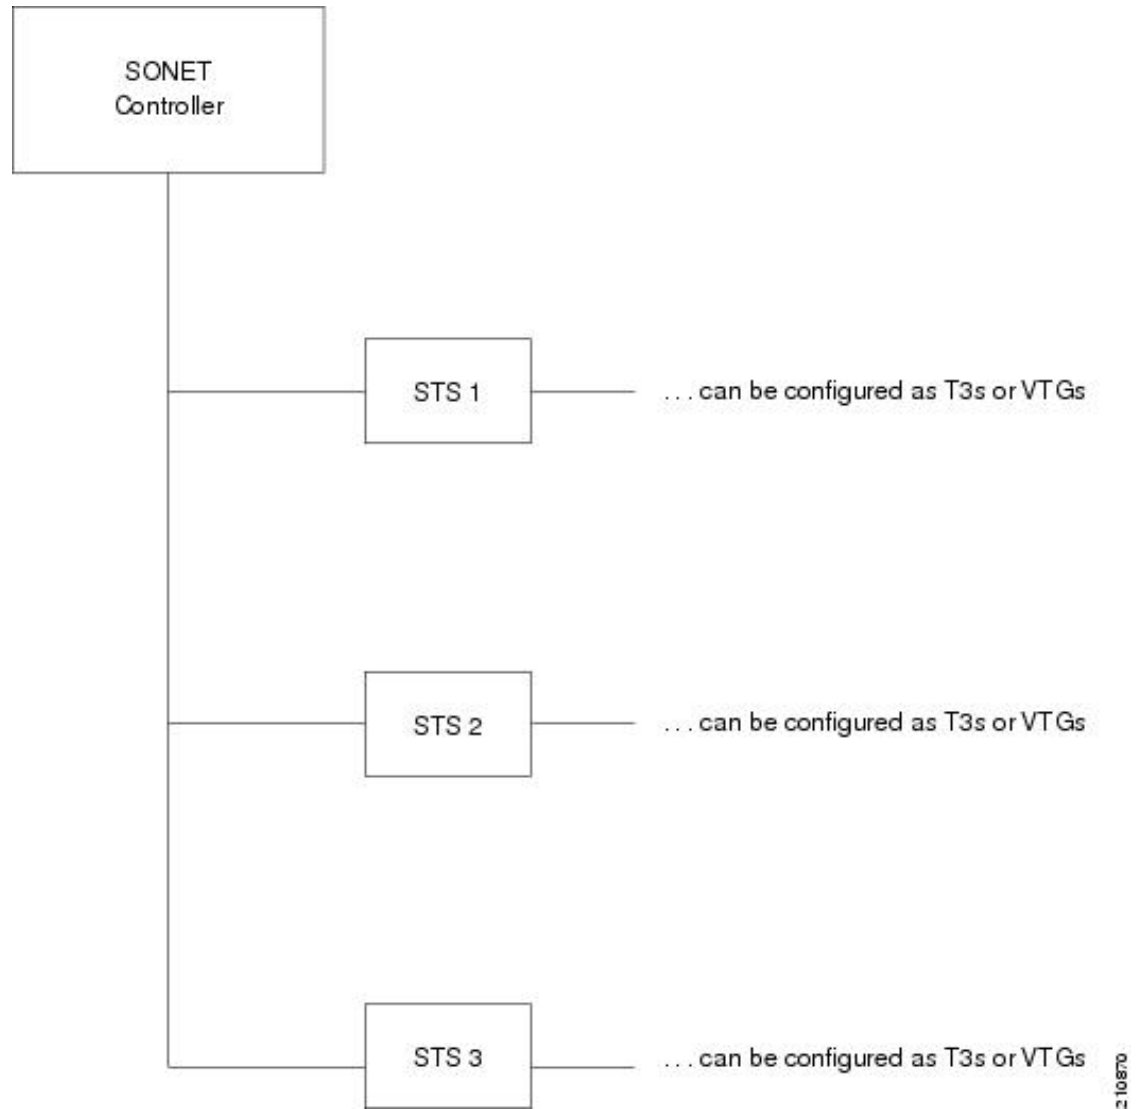 SONET
Controller
STS 1
. . . can be configured as T3s or VTGs
STS 2
. . . can be configured as T3s or VTGs
STS 3
. . . can be configured as T3s or VTGs
210870